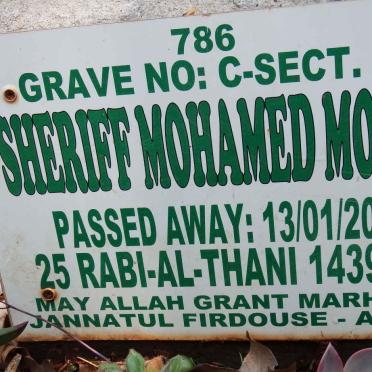 786
GRAVE NO: C-SECT.
SHERIFF MOHAMED MO
PASSED AWAY: 13/01/20
25 RABI-AL-THANI 1439
MAY ALLAH GRANT MARH
JANNATUL FIRDOUSE - A